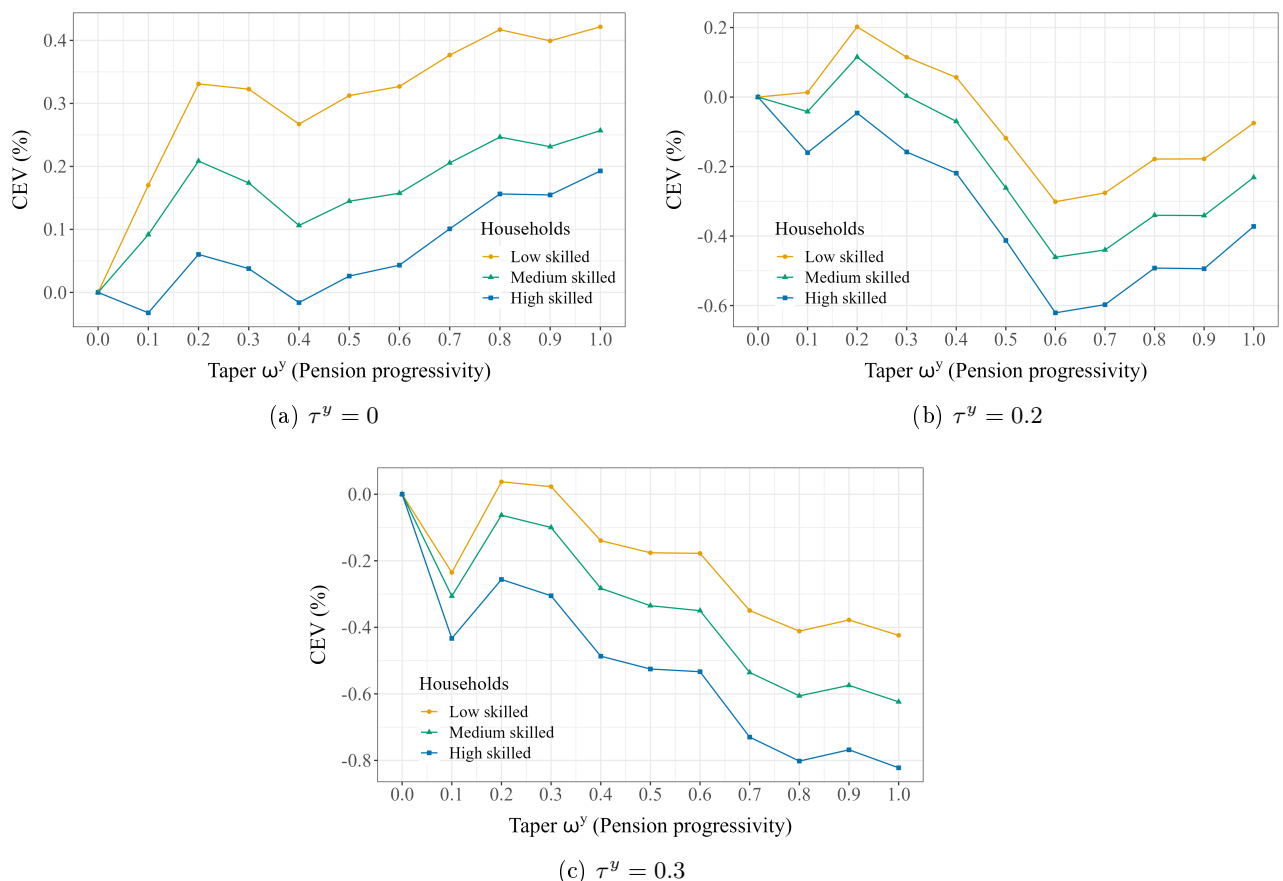 CEV (%)
0.4
0.3
0.2
0.1
0.0
Households
Low skilled
Medium skilled
High skilled
0.0 0.1 0.2 0.3 0.4 0.5 0.6 0.7 0.8 0.9 1.0
Taper ω^y (Pension progressivity)
(a) τ^y = 0
CEV (%)
0.2
0.0
-0.2
-0.4
-0.6
Households
Low skilled
Medium skilled
High skilled
0.0 0.1 0.2 0.3 0.4 0.5 0.6 0.7 0.8 0.9 1.0
Taper ω^y (Pension progressivity)
(b) τ^y = 0.2
CEV (%)
0.0
-0.2
-0.4
-0.6
-0.8
Households
Low skilled
Medium skilled
High skilled
0.0 0.1 0.2 0.3 0.4 0.5 0.6 0.7 0.8 0.9 1.0
Taper ω^y (Pension progressivity)
(c) τ^y = 0.3